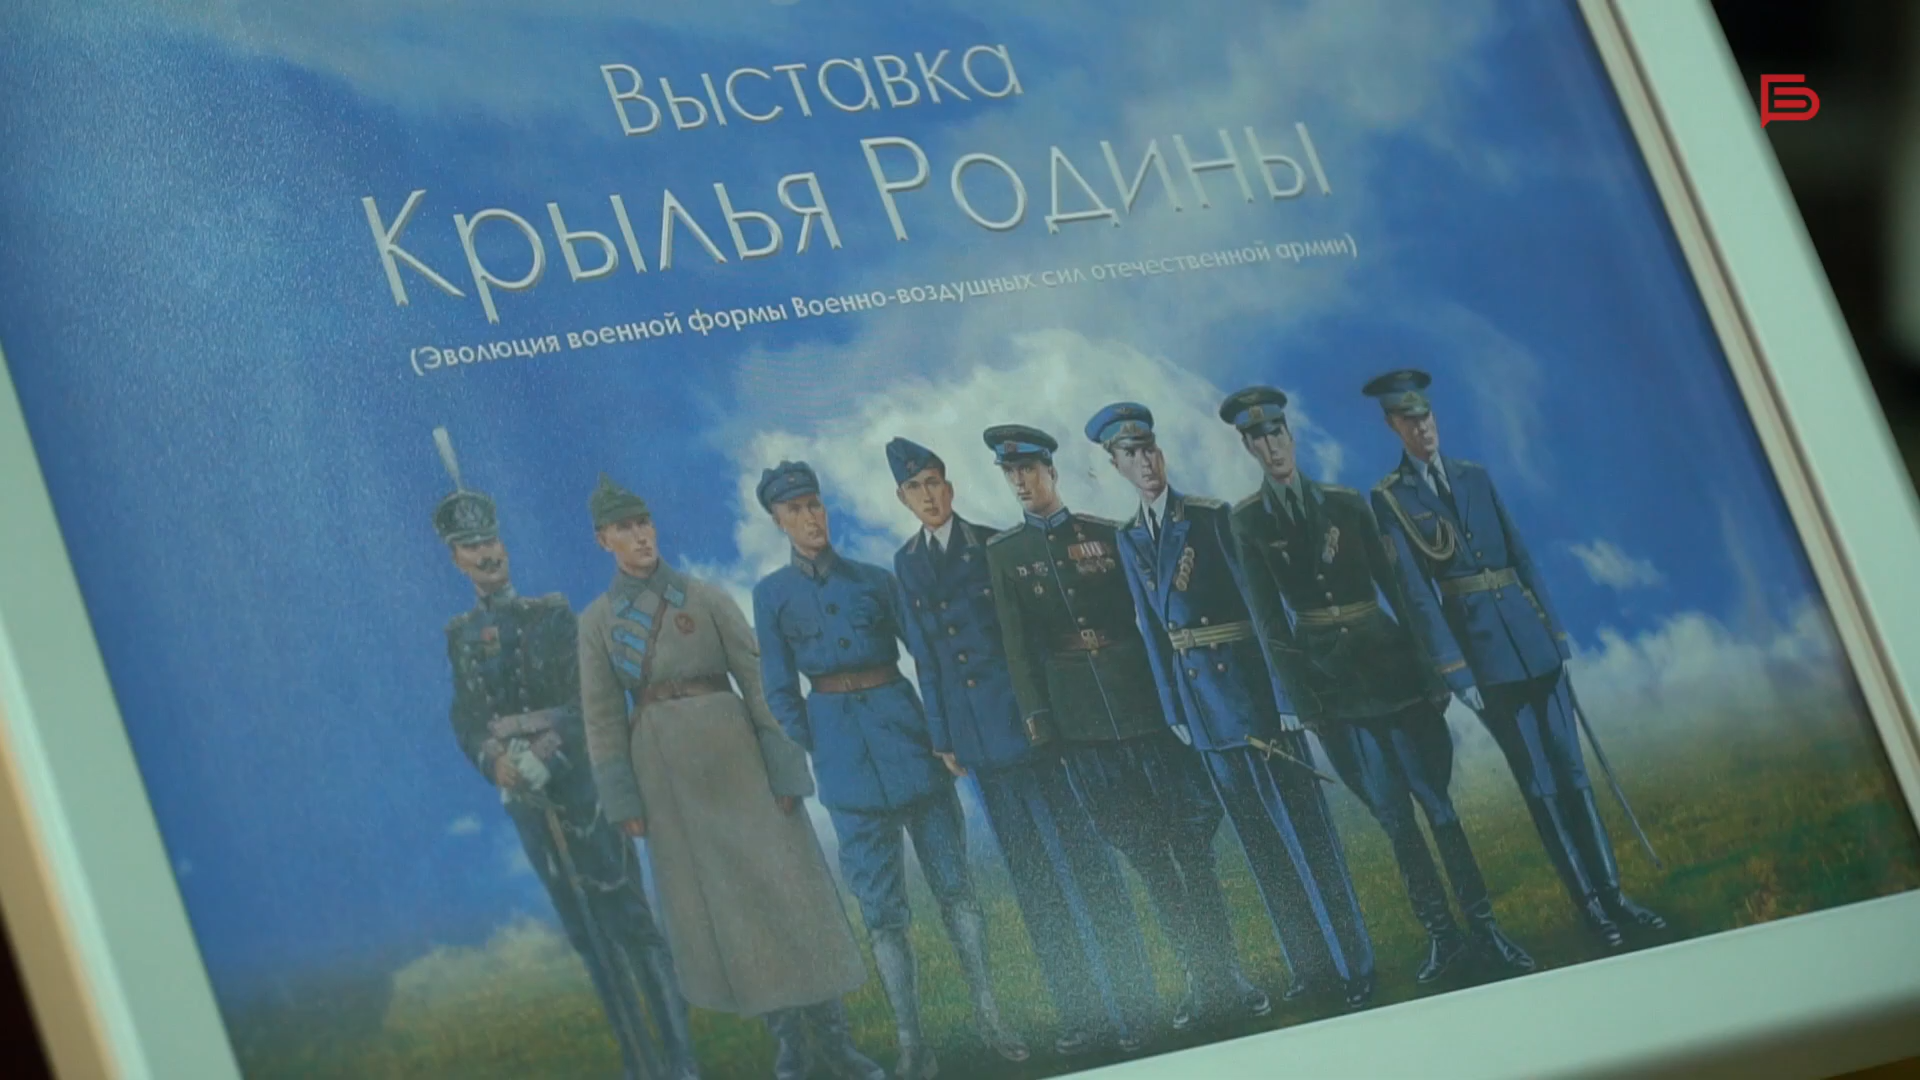 Выставка
Крылья Родины
(Эволюция военной формы Военно-воздушных сил отечественной армии)